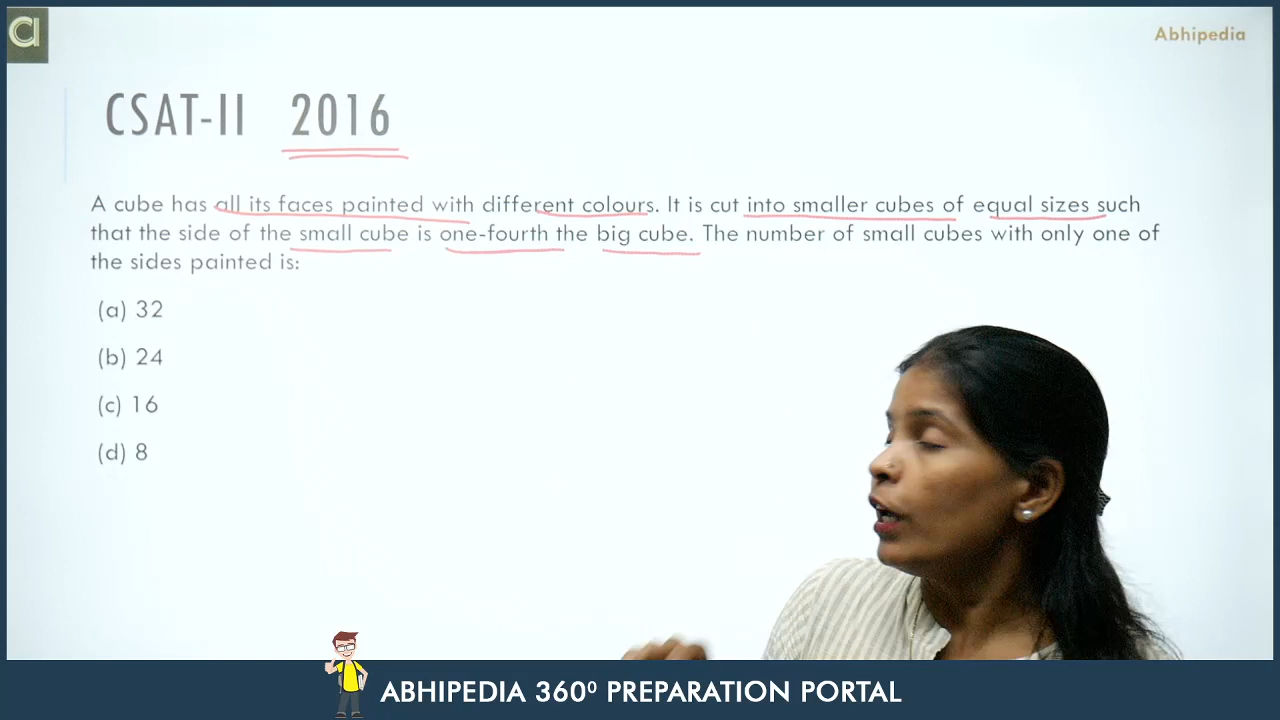 Abhipedia
CSAT-II 2016
A cube has all its faces painted with different colours. It is cut into smaller cubes of equal sizes such
that the side of the small cube is one-fourth the big cube. The number of small cubes with only one of
the sides painted is:
(a) 32
(b) 24
(c) 16
(d) 8
ABHIPEDIA 360⁰ PREPARATION PORTAL